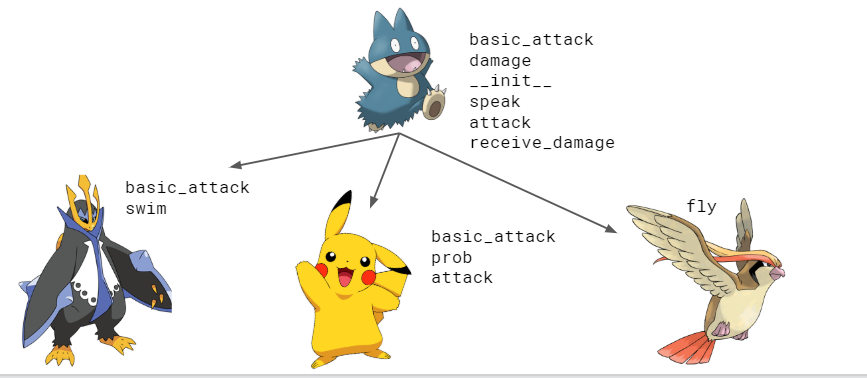 basic_attack
damage
__init__
speak
attack
receive_damage
basic_attack
swim
basic_attack
prob
attack
fly